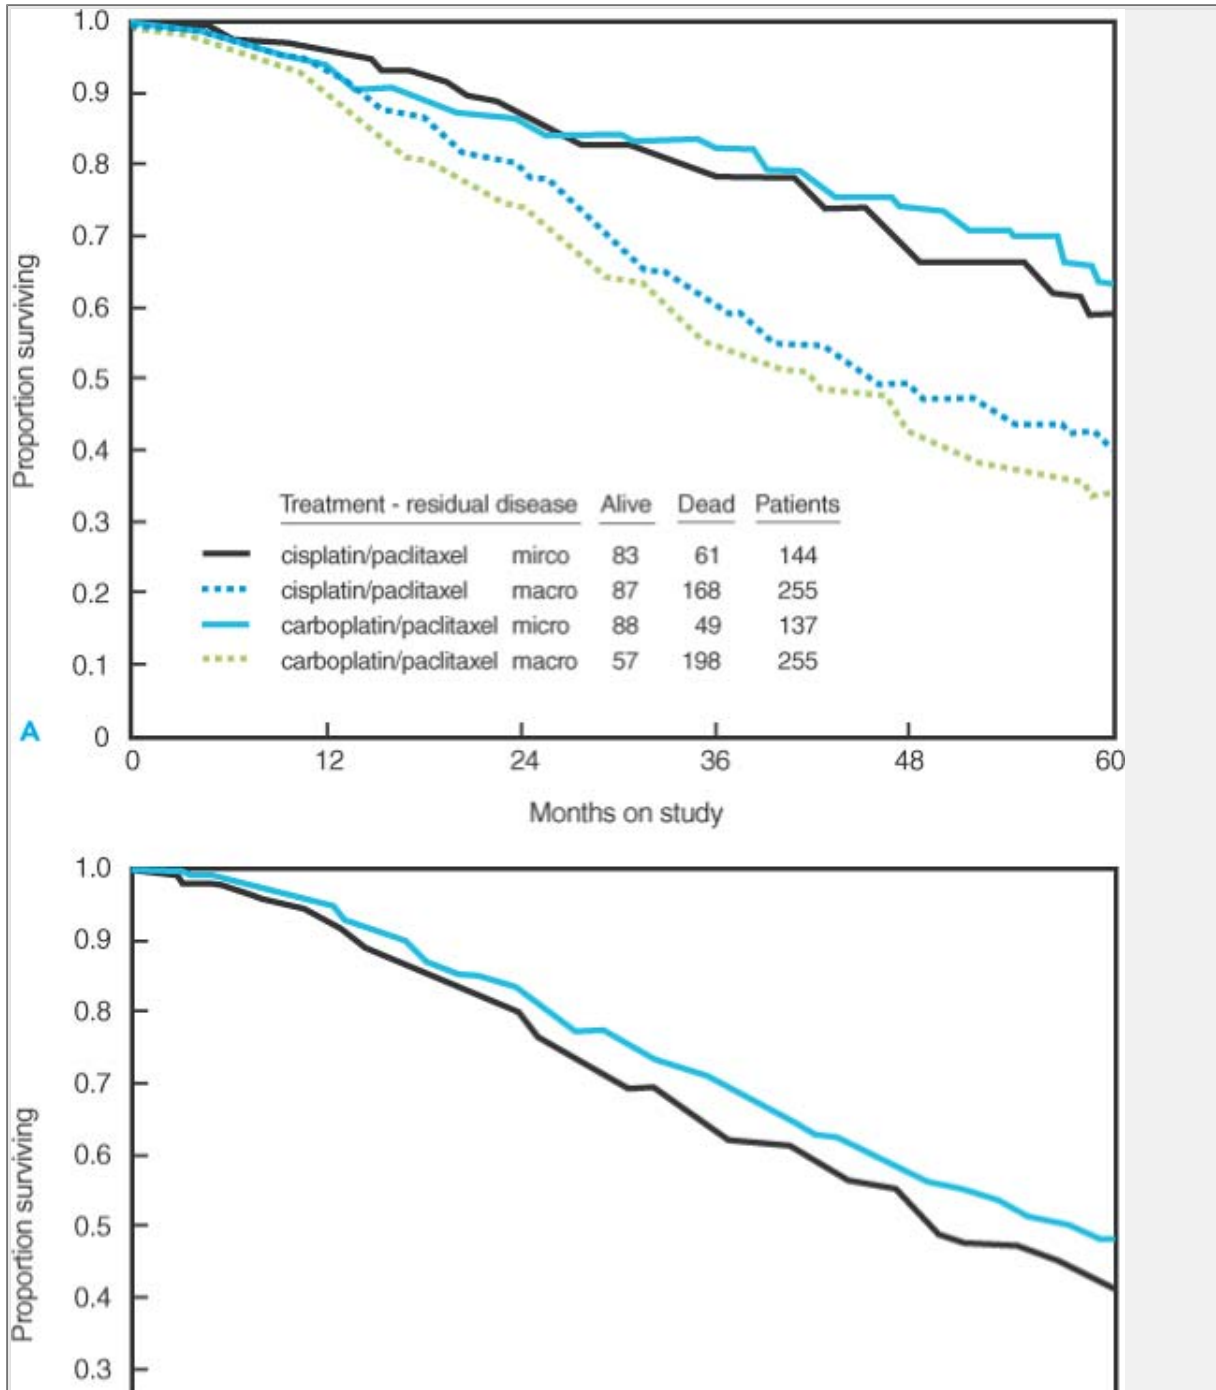 1.0
0.9
0.8
0.7
0.6
0.5
0.4
0.3
0.2
0.1
0
Proportion surviving
Treatment - residual disease Alive Dead Patients
cisplatin/paclitaxel mirco 83 61 144
cisplatin/paclitaxel macro 87 168 255
carboplatin/paclitaxel micro 88 49 137
carboplatin/paclitaxel macro 57 198 255
A
0 12 24 36 48 60
Months on study
1.0
0.9
0.8
0.7
0.6
0.5
0.4
0.3
Proportion surviving